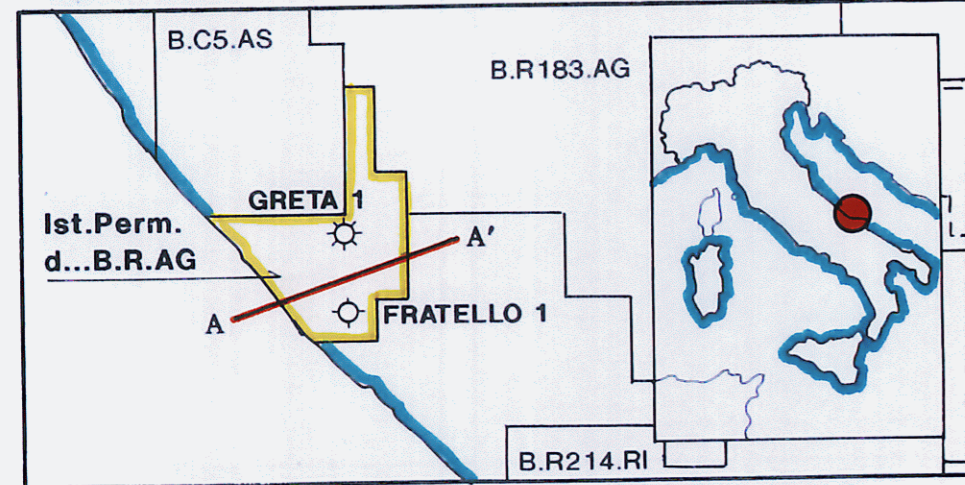 B.C5.AS
B.R183.AG
GRETA 1
Ist.Perm.
d...B.R.AG
A'
A
FRATELLO 1
B.R214.RI